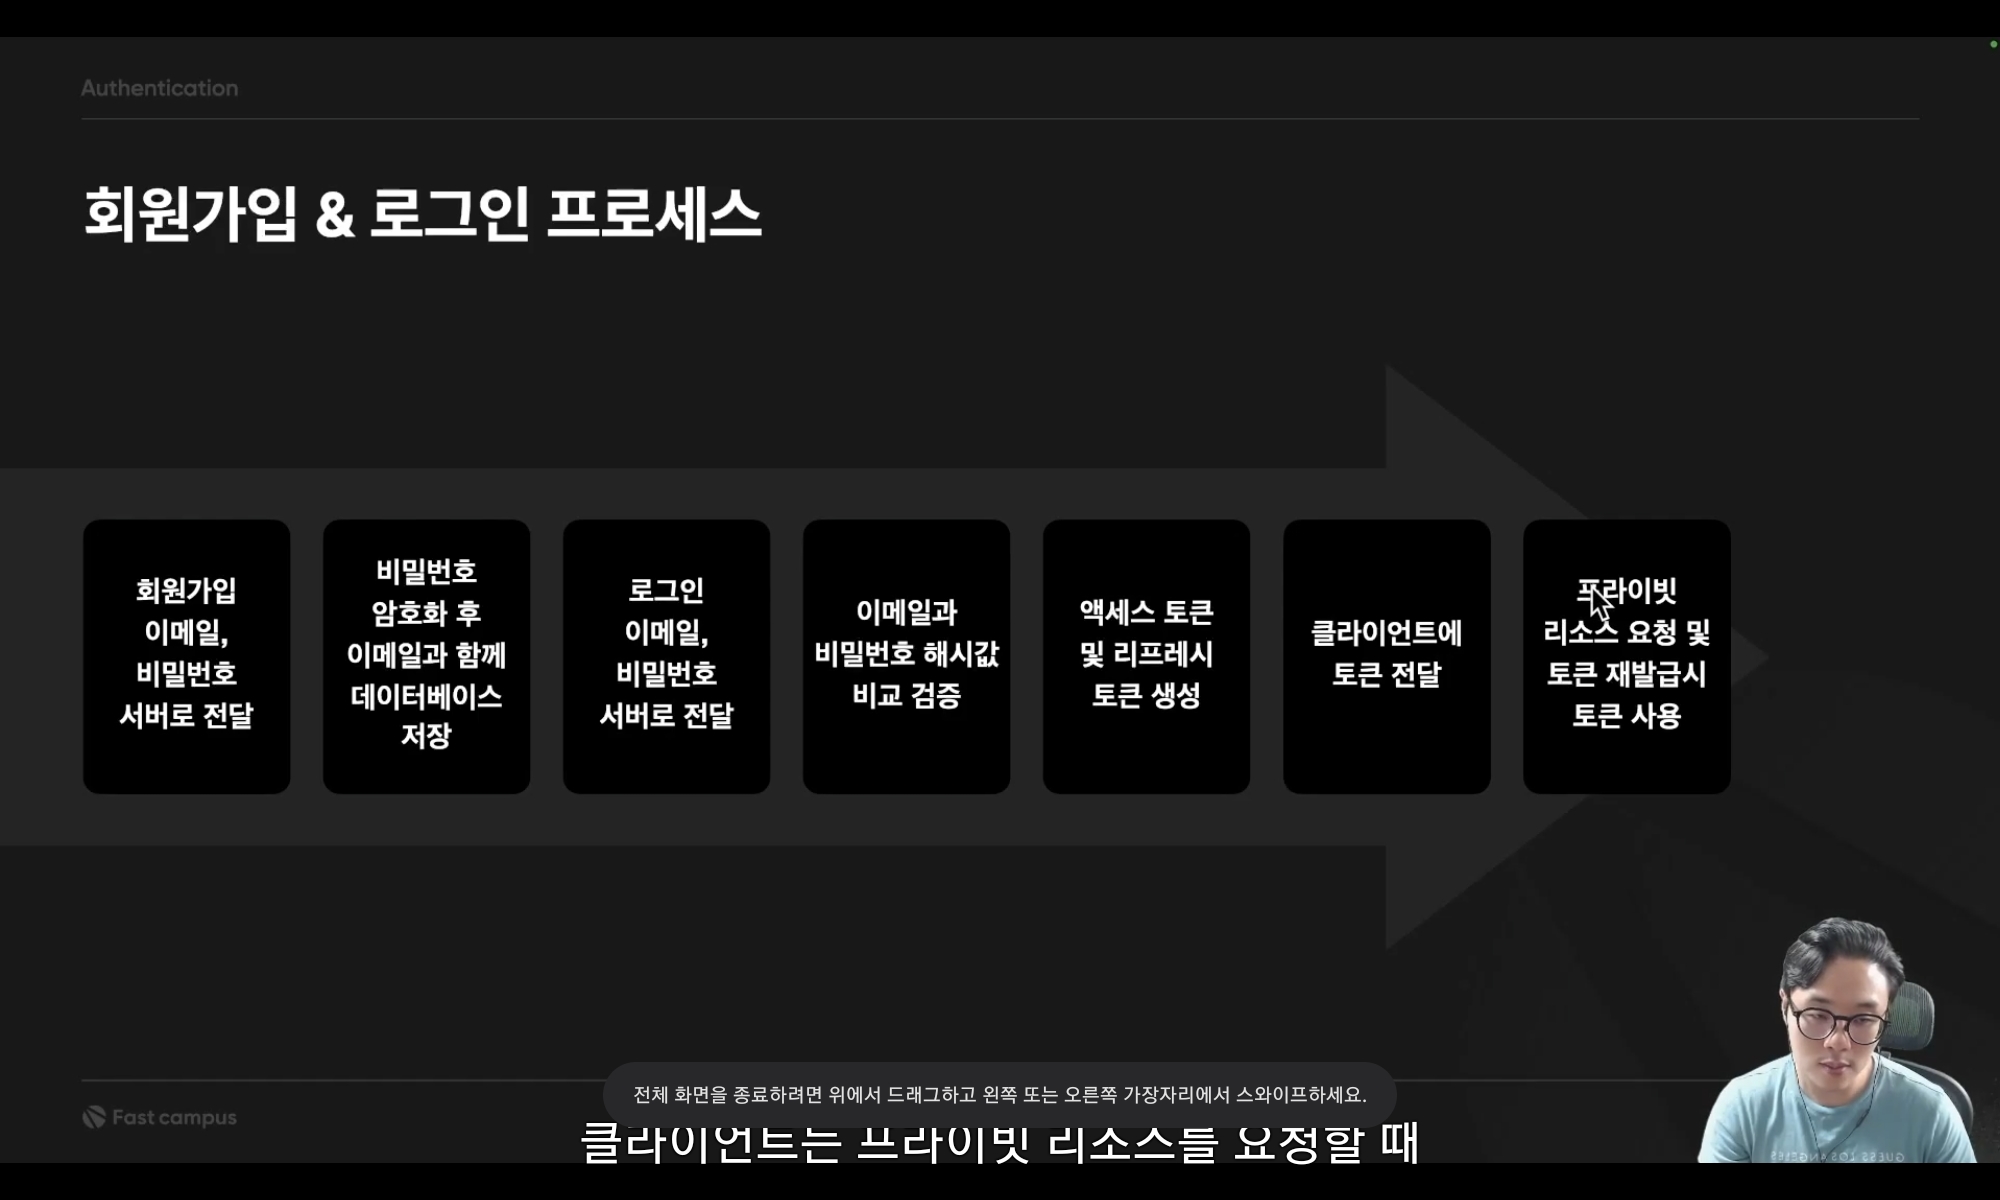 Authentication
회원가입 & 로그인 프로세스
회원가입
이메일,
비밀번호
서버로 전달
비밀번호
암호화 후
이메일과 함께
데이터베이스
저장
로그인
이메일,
비밀번호
서버로 전달
이메일과
비밀번호 해시값
비교 검증
액세스 토큰
및 리프레시
토큰 생성
클라이언트에
토큰 전달
프라이빗
리소스 요청 및
토큰 재발급시
토큰 사용
전체 화면을 종료하려면 위에서 드래그하고 왼쪽 또는 오른쪽 가장자리에서 스와이프하세요.
Fast campus
클라이언트는 프라이빗 리소스를 요청할 때
GUESS LOS ANGELES